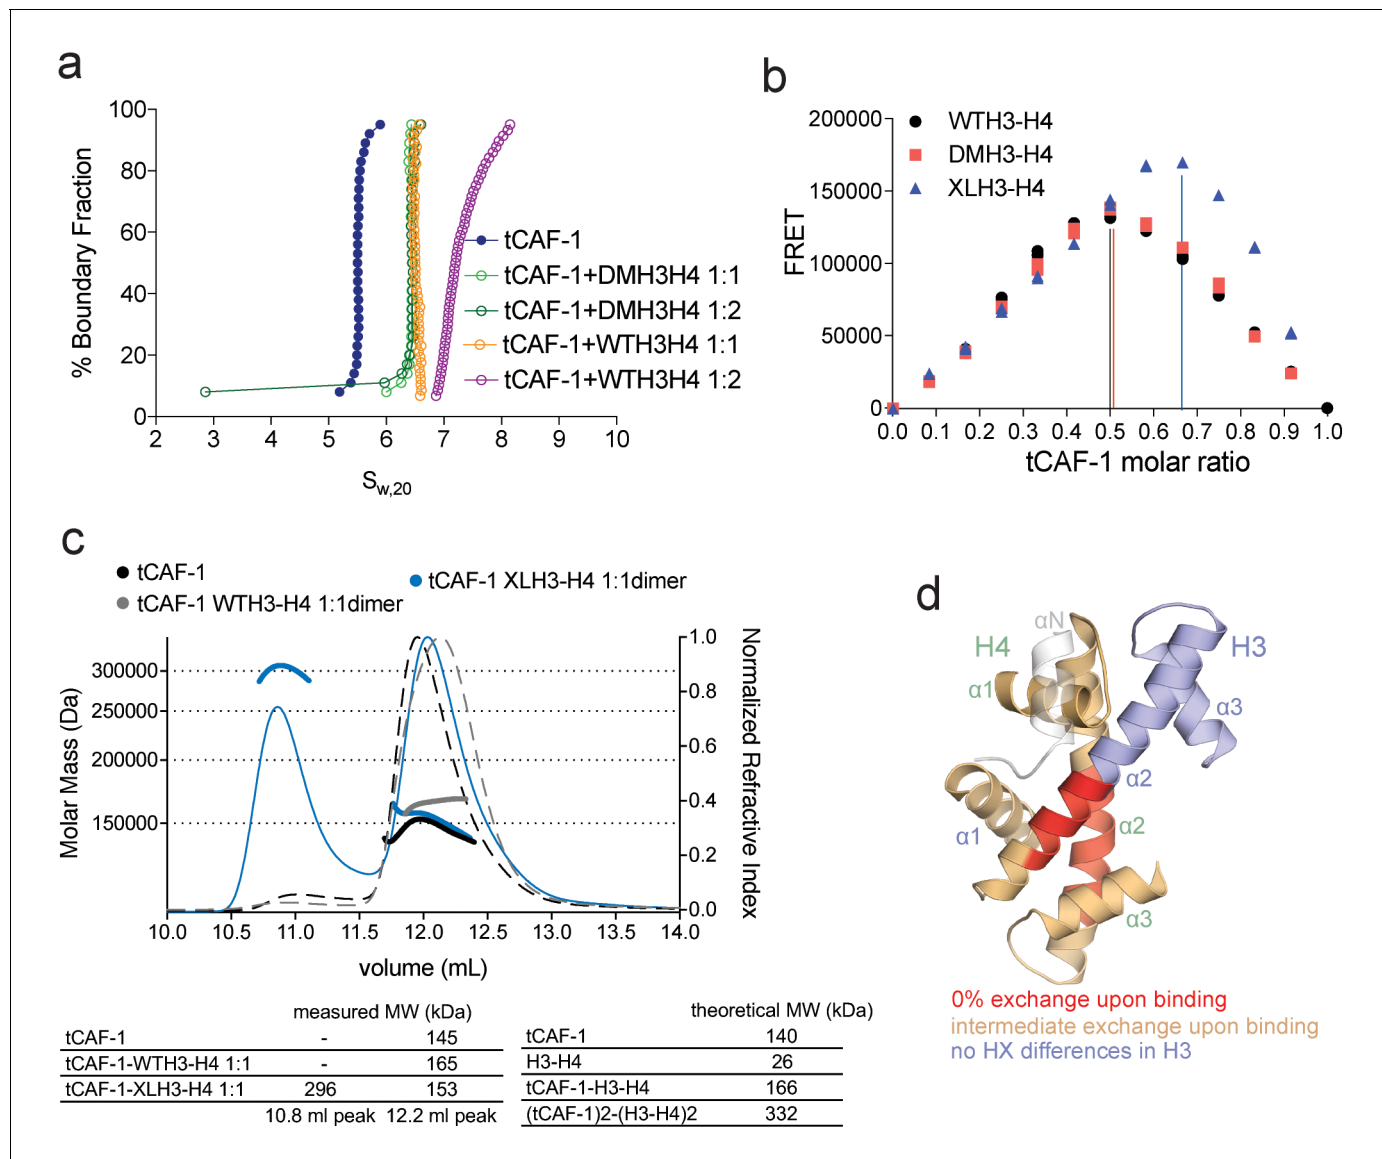 a
100
80
60
40
20
0
% Boundary Fraction
2 3 4 5 6 7 8 9 10
Sw,20
tCAF-1
tCAF-1+DMH3H4 1:1
tCAF-1+DMH3H4 1:2
tCAF-1+WTH3H4 1:1
tCAF-1+WTH3H4 1:2
b
200000
150000
100000
50000
0
FRET
WTH3-H4
DMH3-H4
XLH3-H4
0.0 0.1 0.2 0.3 0.4 0.5 0.6 0.7 0.8 0.9 1.0
tCAF-1 molar ratio
c
tCAF-1
tCAF-1 XLH3-H4 1:1dimer
tCAF-1 WTH3-H4 1:1dimer
300000
250000
200000
150000
Molar Mass (Da)
1.0
0.8
0.6
0.4
0.2
0.0
Normalized Refractive Index
10.0 10.5 11.0 11.5 12.0 12.5 13.0 13.5 14.0
volume (mL)
measured MW (kDa)
tCAF-1 - 145
tCAF-1-WTH3-H4 1:1 - 165
tCAF-1-XLH3-H4 1:1 296 153
10.8 ml peak 12.2 ml peak
theoretical MW (kDa)
tCAF-1 140
H3-H4 26
tCAF-1-H3-H4 166
(tCAF-1)2-(H3-H4)2 332
d
αN
H4
H3
α1
α3
α2
α1
α2
α3
0% exchange upon binding
intermediate exchange upon binding
no HX differences in H3